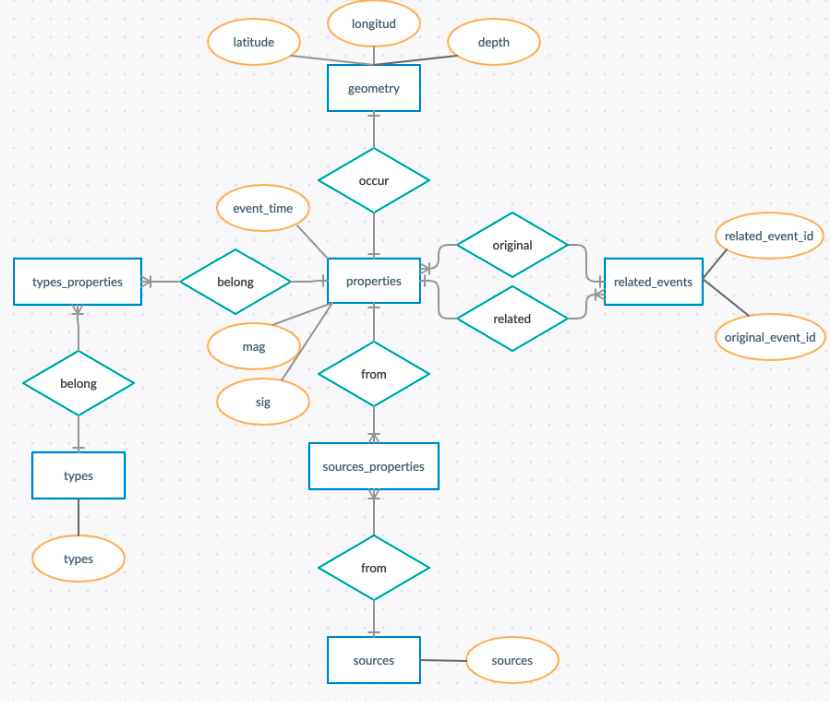 longitud
latitude
depth
geometry
occur
event_time
original
related_event_id
types_properties
belong
properties
related_events
related
original_event_id
mag
from
belong
sig
sources_properties
types
types
from
sources
sources